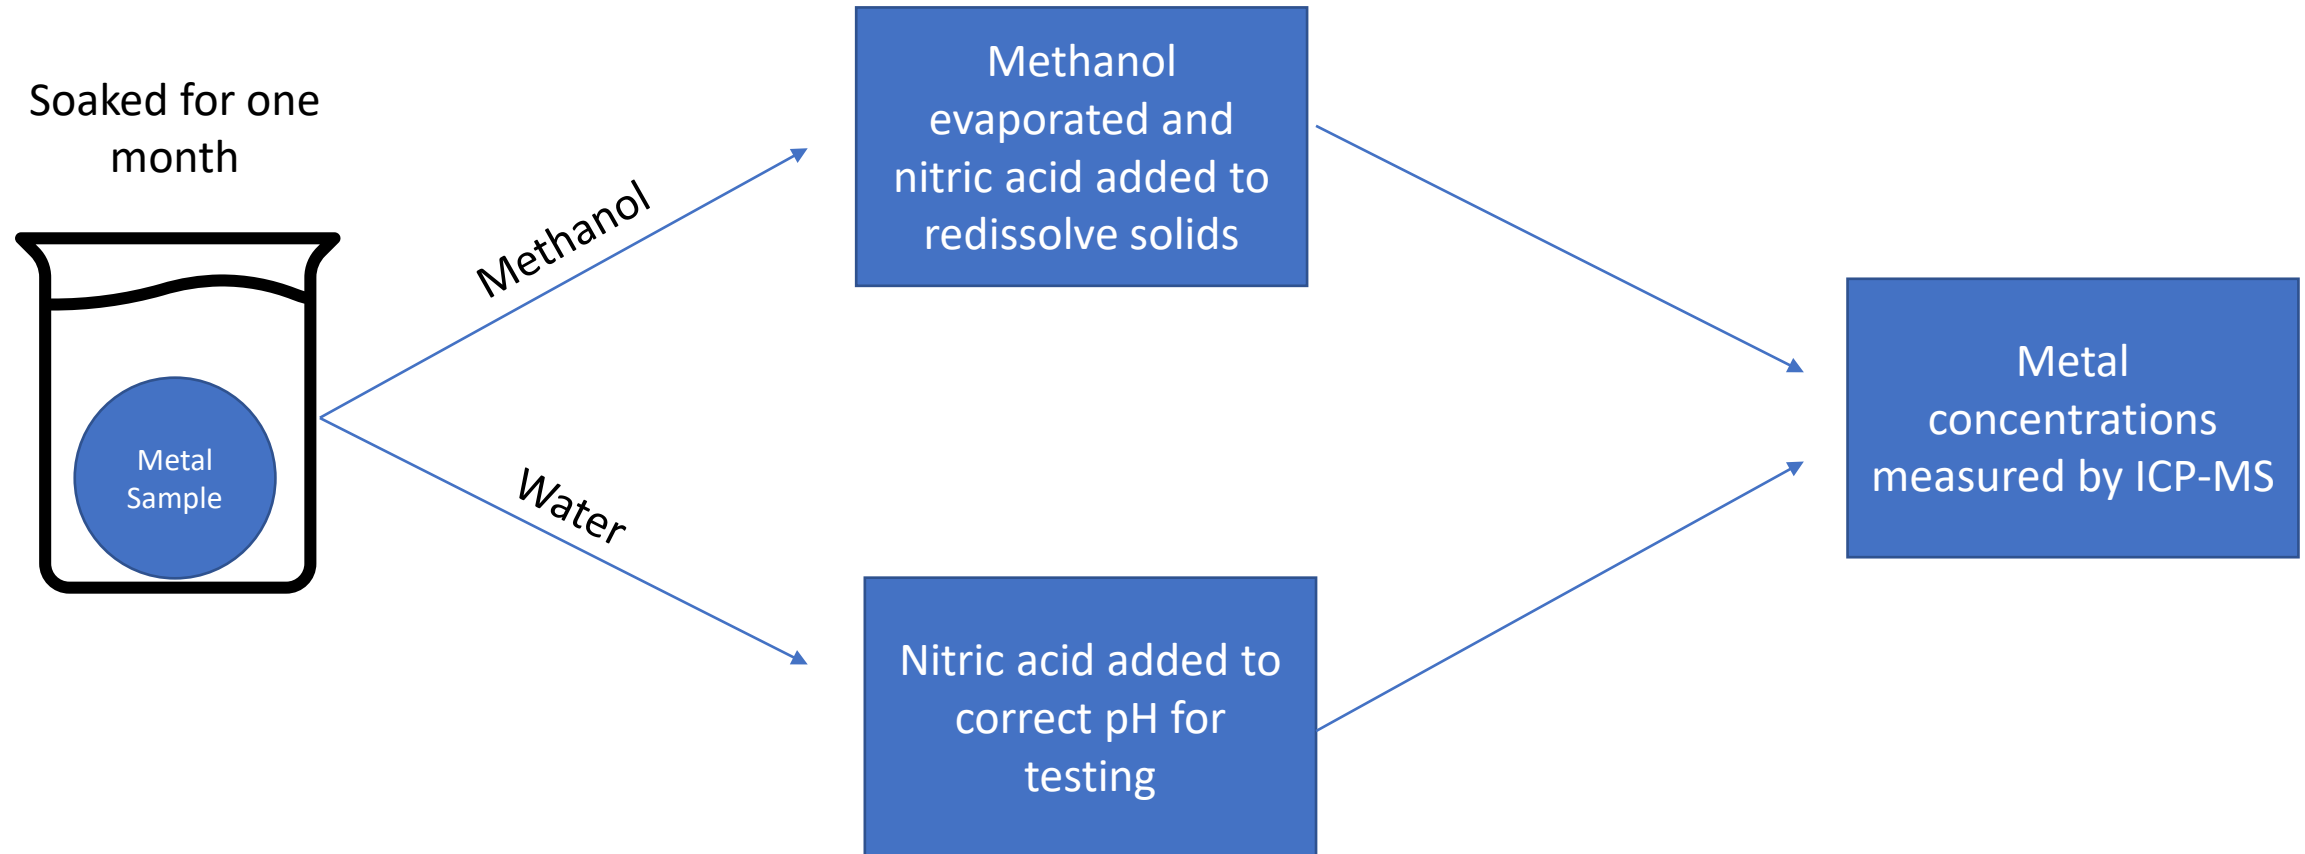 Soaked for one
month
Metal
Sample
Methanol
Water
Methanol
evaporated and
nitric acid added to
redissolve solids
Nitric acid added to
correct pH for
testing
Metal
concentrations
measured by ICP-MS